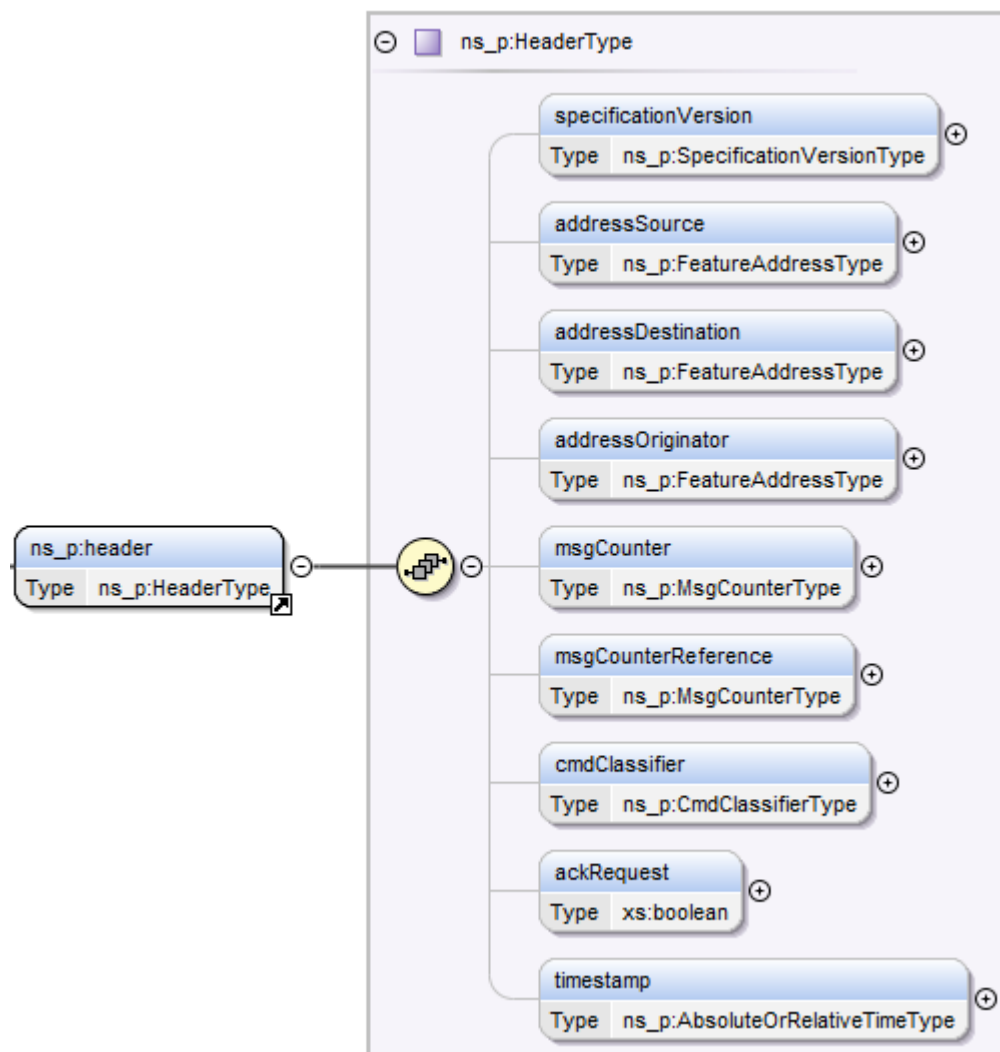 ns_p:HeaderType
specificationVersion
Type ns_p:SpecificationVersionType
addressSource
Type ns_p:FeatureAddressType
addressDestination
Type ns_p:FeatureAddressType
addressOriginator
Type ns_p:FeatureAddressType
ns_p:header
Type ns_p:HeaderType
msgCounter
Type ns_p:MsgCounterType
msgCounterReference
Type ns_p:MsgCounterType
cmdClassifier
Type ns_p:CmdClassifierType
ackRequest
Type xs:boolean
timestamp
Type ns_p:AbsoluteOrRelativeTimeType